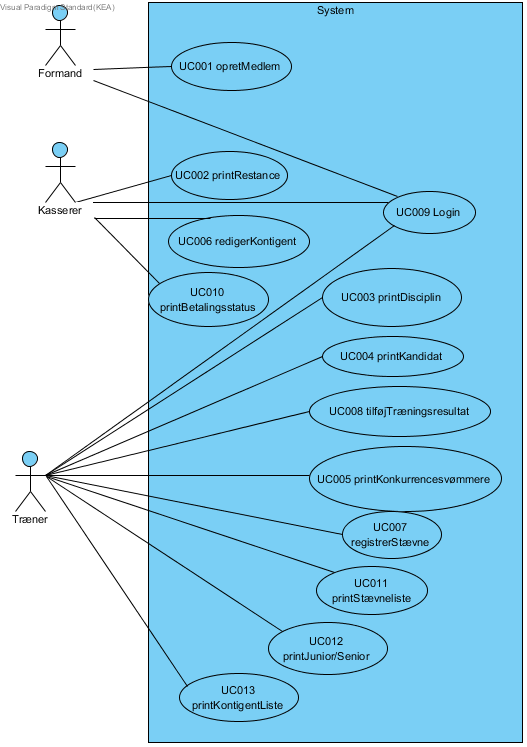 Visual Paradigm Standard(KEA)
System
Formand
UC001 opretMedlem
Kasserer
UC002 printRestance
UC009 Login
UC006 redigerKontigent
UC010
printBetalingsstatus
UC003 printDisciplin
UC004 printKandidat
UC008 tilføjTræningsresultat
UC005 printKonkurrencesvømmere
Træner
UC007
registrerStævne
UC011
printStævneliste
UC012
printJunior/Senior
UC013
printKontigentListe